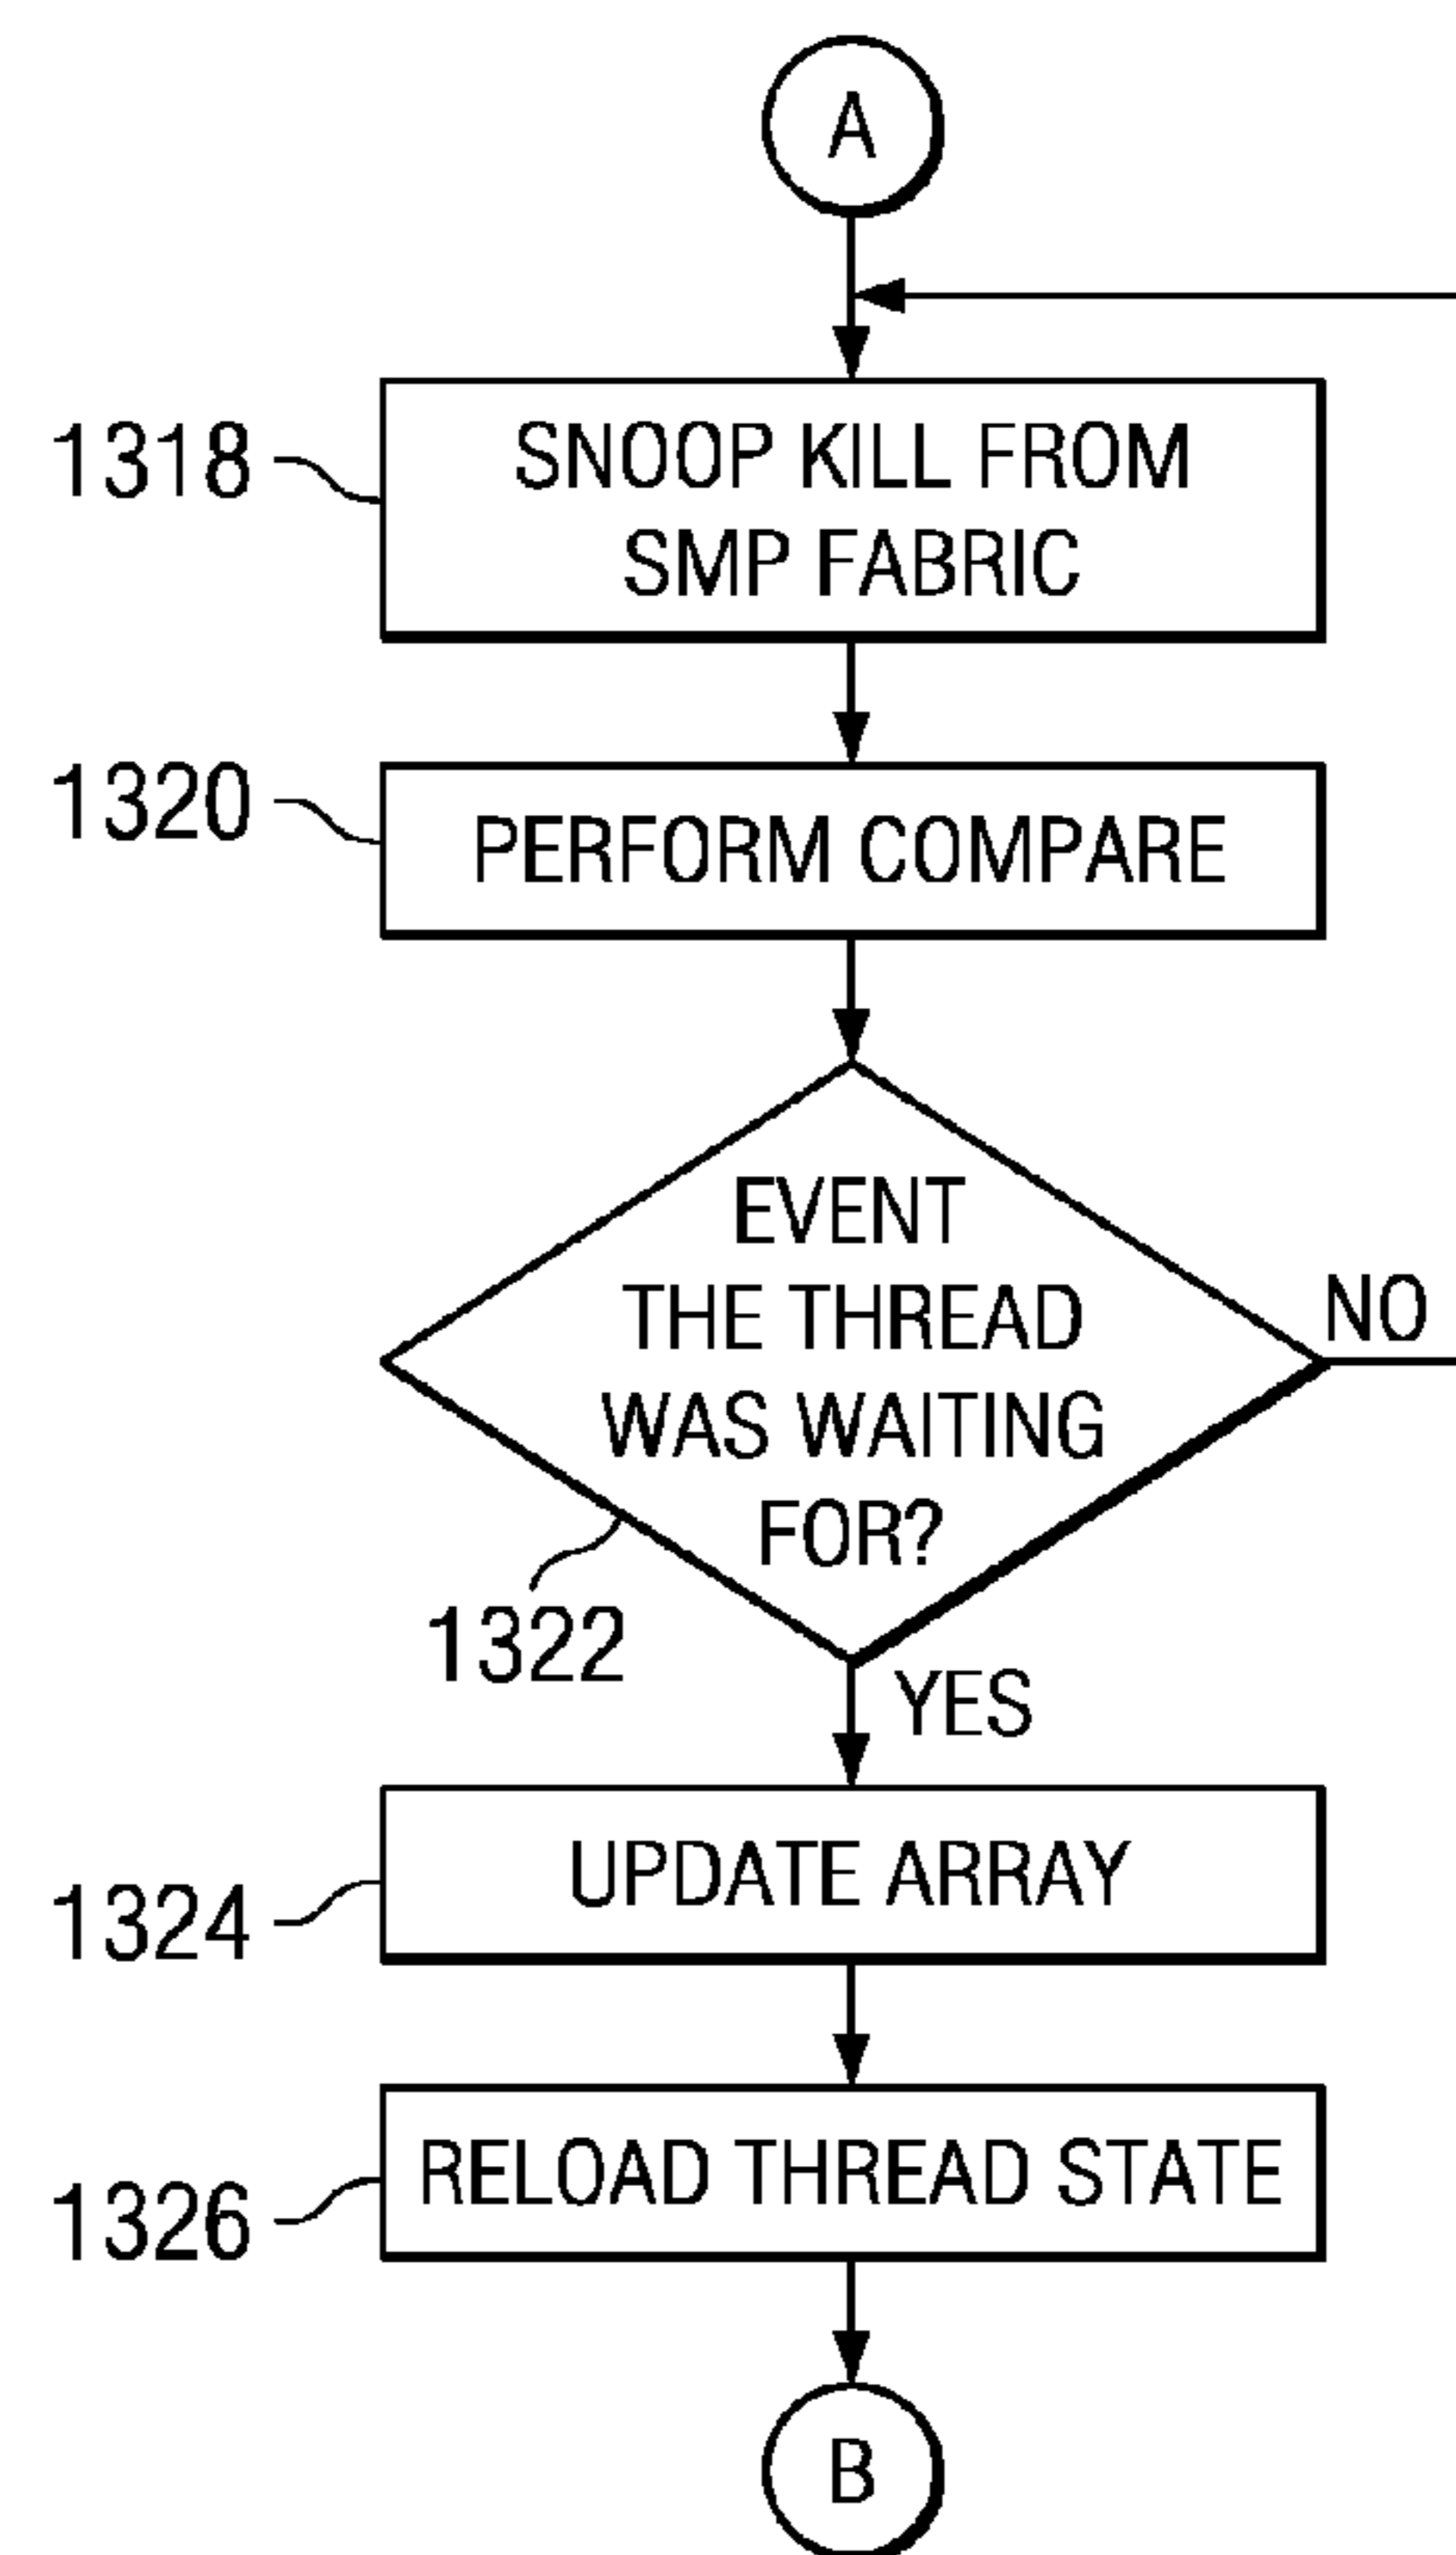 A
1318
SNOOP KILL FROM
SMP FABRIC
1320
PERFORM COMPARE
EVENT
THE THREAD
WAS WAITING
FOR?
NO
1322
YES
1324
UPDATE ARRAY
1326
RELOAD THREAD STATE
B